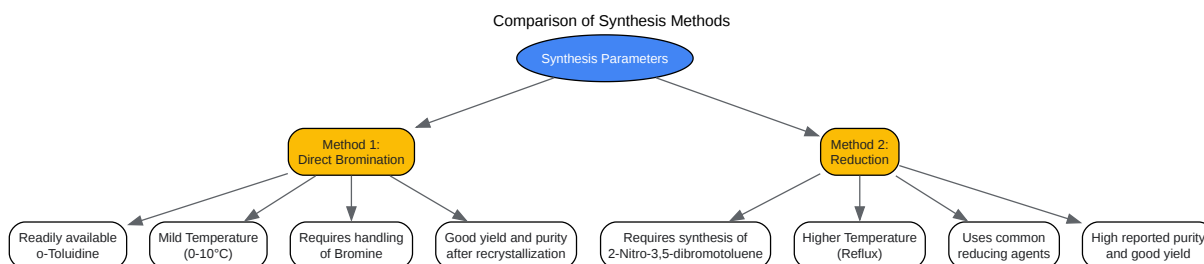 Comparison of Synthesis Methods
Synthesis Parameters
Method 1:
Direct Bromination
Method 2:
Reduction
Readily available
o-Toluidine
Mild Temperature
(0-10°C)
Requires handling
of Bromine
Good yield and purity
after recrystallization
Requires synthesis of
2-Nitro-3,5-dibromotoluene
Higher Temperature
(Reflux)
Uses common
reducing agents
High reported purity
and good yield